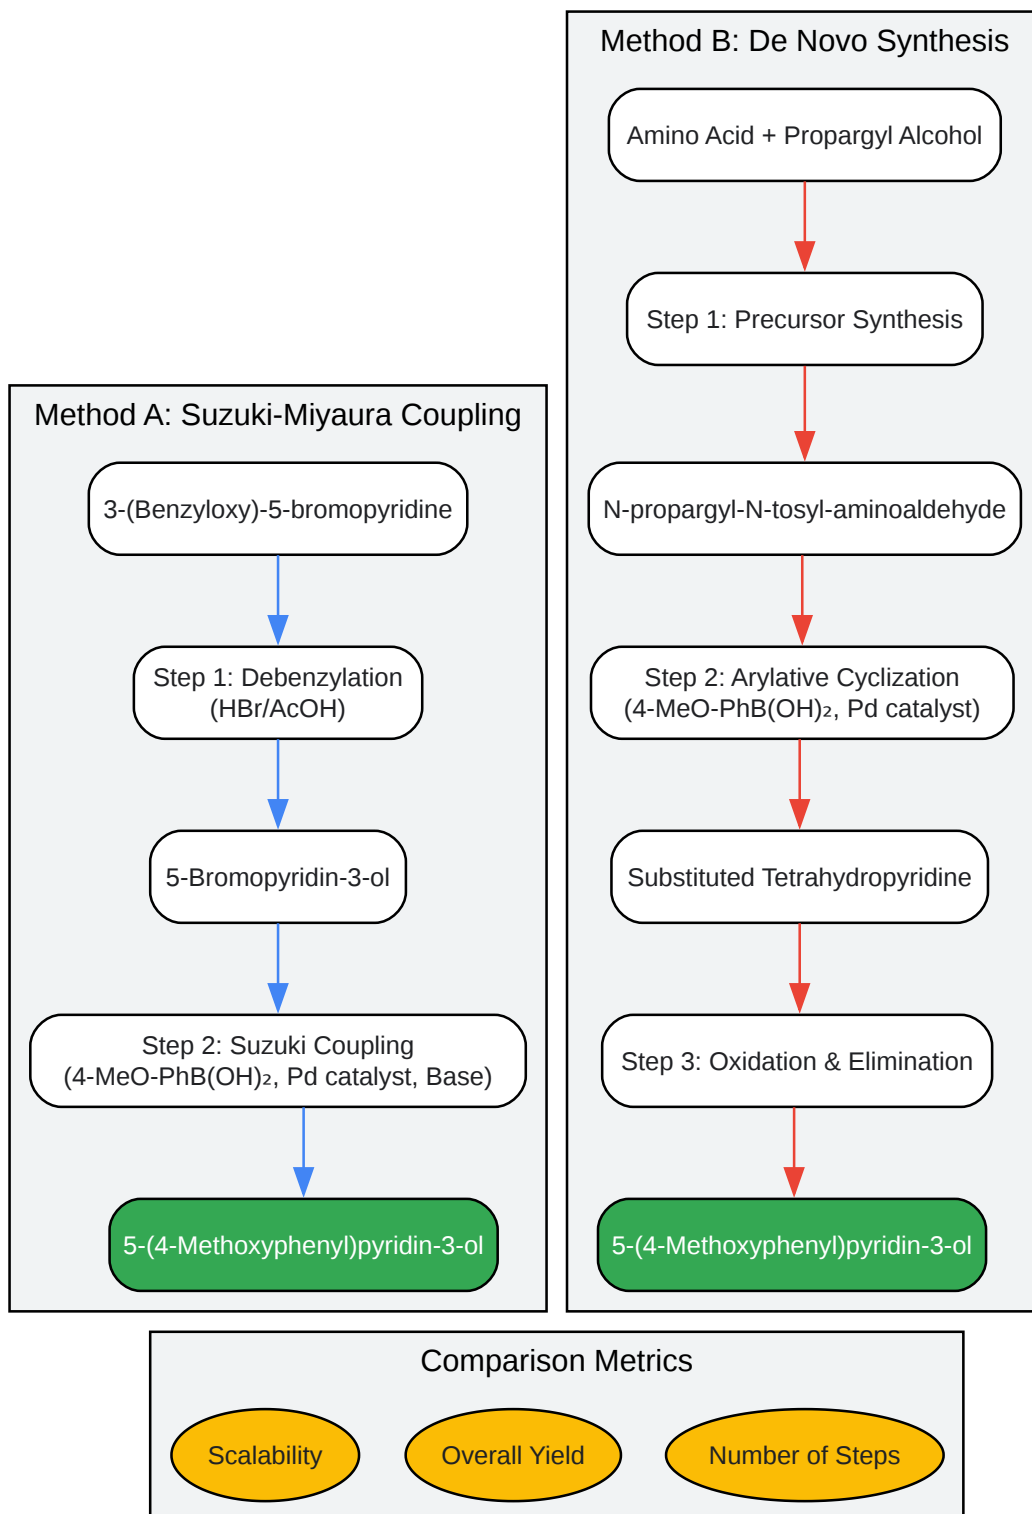 Method A: Suzuki-Miyaura Coupling
3-(Benzyloxy)-5-bromopyridine
Step 1: Debenzylation
(HBr/AcOH)
5-Bromopyridin-3-ol
Step 2: Suzuki Coupling
(4-MeO-PhB(OH)₂, Pd catalyst, Base)
5-(4-Methoxyphenyl)pyridin-3-ol
Method B: De Novo Synthesis
Amino Acid + Propargyl Alcohol
Step 1: Precursor Synthesis
N-propargyl-N-tosyl-aminoaldehyde
Step 2: Arylative Cyclization
(4-MeO-PhB(OH)₂, Pd catalyst)
Substituted Tetrahydropyridine
Step 3: Oxidation & Elimination
5-(4-Methoxyphenyl)pyridin-3-ol
Comparison Metrics
Scalability
Overall Yield
Number of Steps